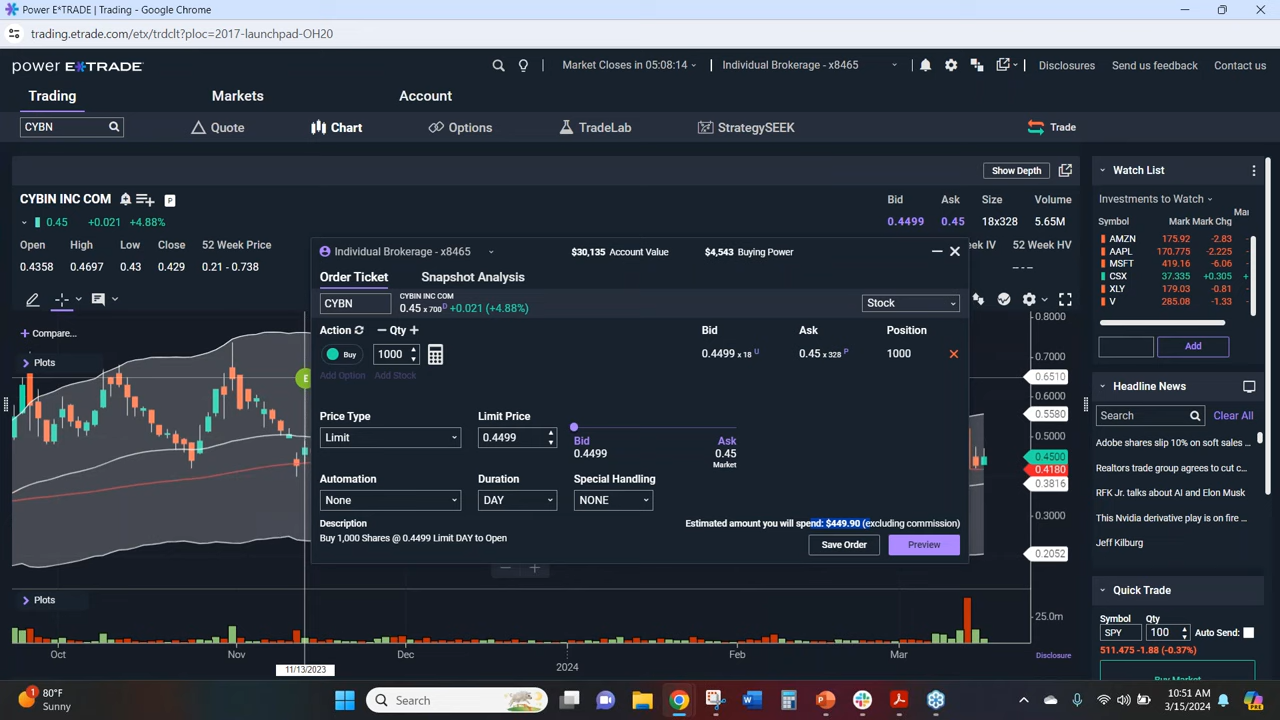 Power E*TRADE | Trading - Google Chrome
trading.etrade.com/etx/trdclt?ploc=2017-launchpad-OH20
power E*TRADE
Market Closes in 05:08:14
Individual Brokerage - x8465
Disclosures
Send us feedback
Contact us
Trading
Markets
Account
CYBN
Quote
Chart
Options
TradeLab
StrategySEEK
Trade
Show Depth
CYBIN INC COM
P
Bid
Ask
Size
Volume
0.45
+0.021
+4.88%
0.4499
0.45
18x328
5.65M
Open
High
Low
Close
52 Week Price
0.4358
0.4697
0.43
0.429
0.21 - 0.738
ek IV
52 Week HV
---
Compare...
Plots
E
Individual Brokerage - x8465
$30,135 Account Value
$4,543 Buying Power
Order Ticket
Snapshot Analysis
CYBN
CYBIN INC COM
0.45 x 700 D +0.021 (+4.88%)
Stock
Action
Qty
Bid
Ask
Position
Buy
1000
0.4499 x 18 U
0.45 x 328 P
1000
Add Option
Add Stock
Price Type
Limit Price
Limit
0.4499
Bid
Ask
0.4499
0.45
Market
Automation
Duration
Special Handling
None
DAY
NONE
Description
Estimated amount you will spend: $449.90 (excluding commission)
Buy 1,000 Shares @ 0.4499 Limit DAY to Open
Save Order
Preview
0.8000
0.7000
0.6510
0.6000
0.5580
0.5000
0.4500
0.4180
0.3816
0.3000
0.2052
Plots
25.0m
Oct
Nov
Dec
2024
Feb
Mar
11/13/2023
Disclosure
Watch List
Investments to Watch
Symbol
Mark
Mark Chg
Mar
AMZN 175.92 -2.83
AAPL 170.775 -2.225
MSFT 419.16 -6.06
CSX 37.335 +0.305
XLY 179.03 -0.81
V 285.08 -1.33
Add
Headline News
Search
Clear All
Adobe shares slip 10% on soft sales ...
Realtors trade group agrees to cut c...
RFK Jr. talks about AI and Elon Musk
This Nvidia derivative play is on fire ...
Jeff Kilburg
Quick Trade
Symbol
Qty
SPY
100
Auto Send:
511.475 -1.88 (-0.37%)
Buy Market
1
80°F
Sunny
Search
10:51 AM
3/15/2024